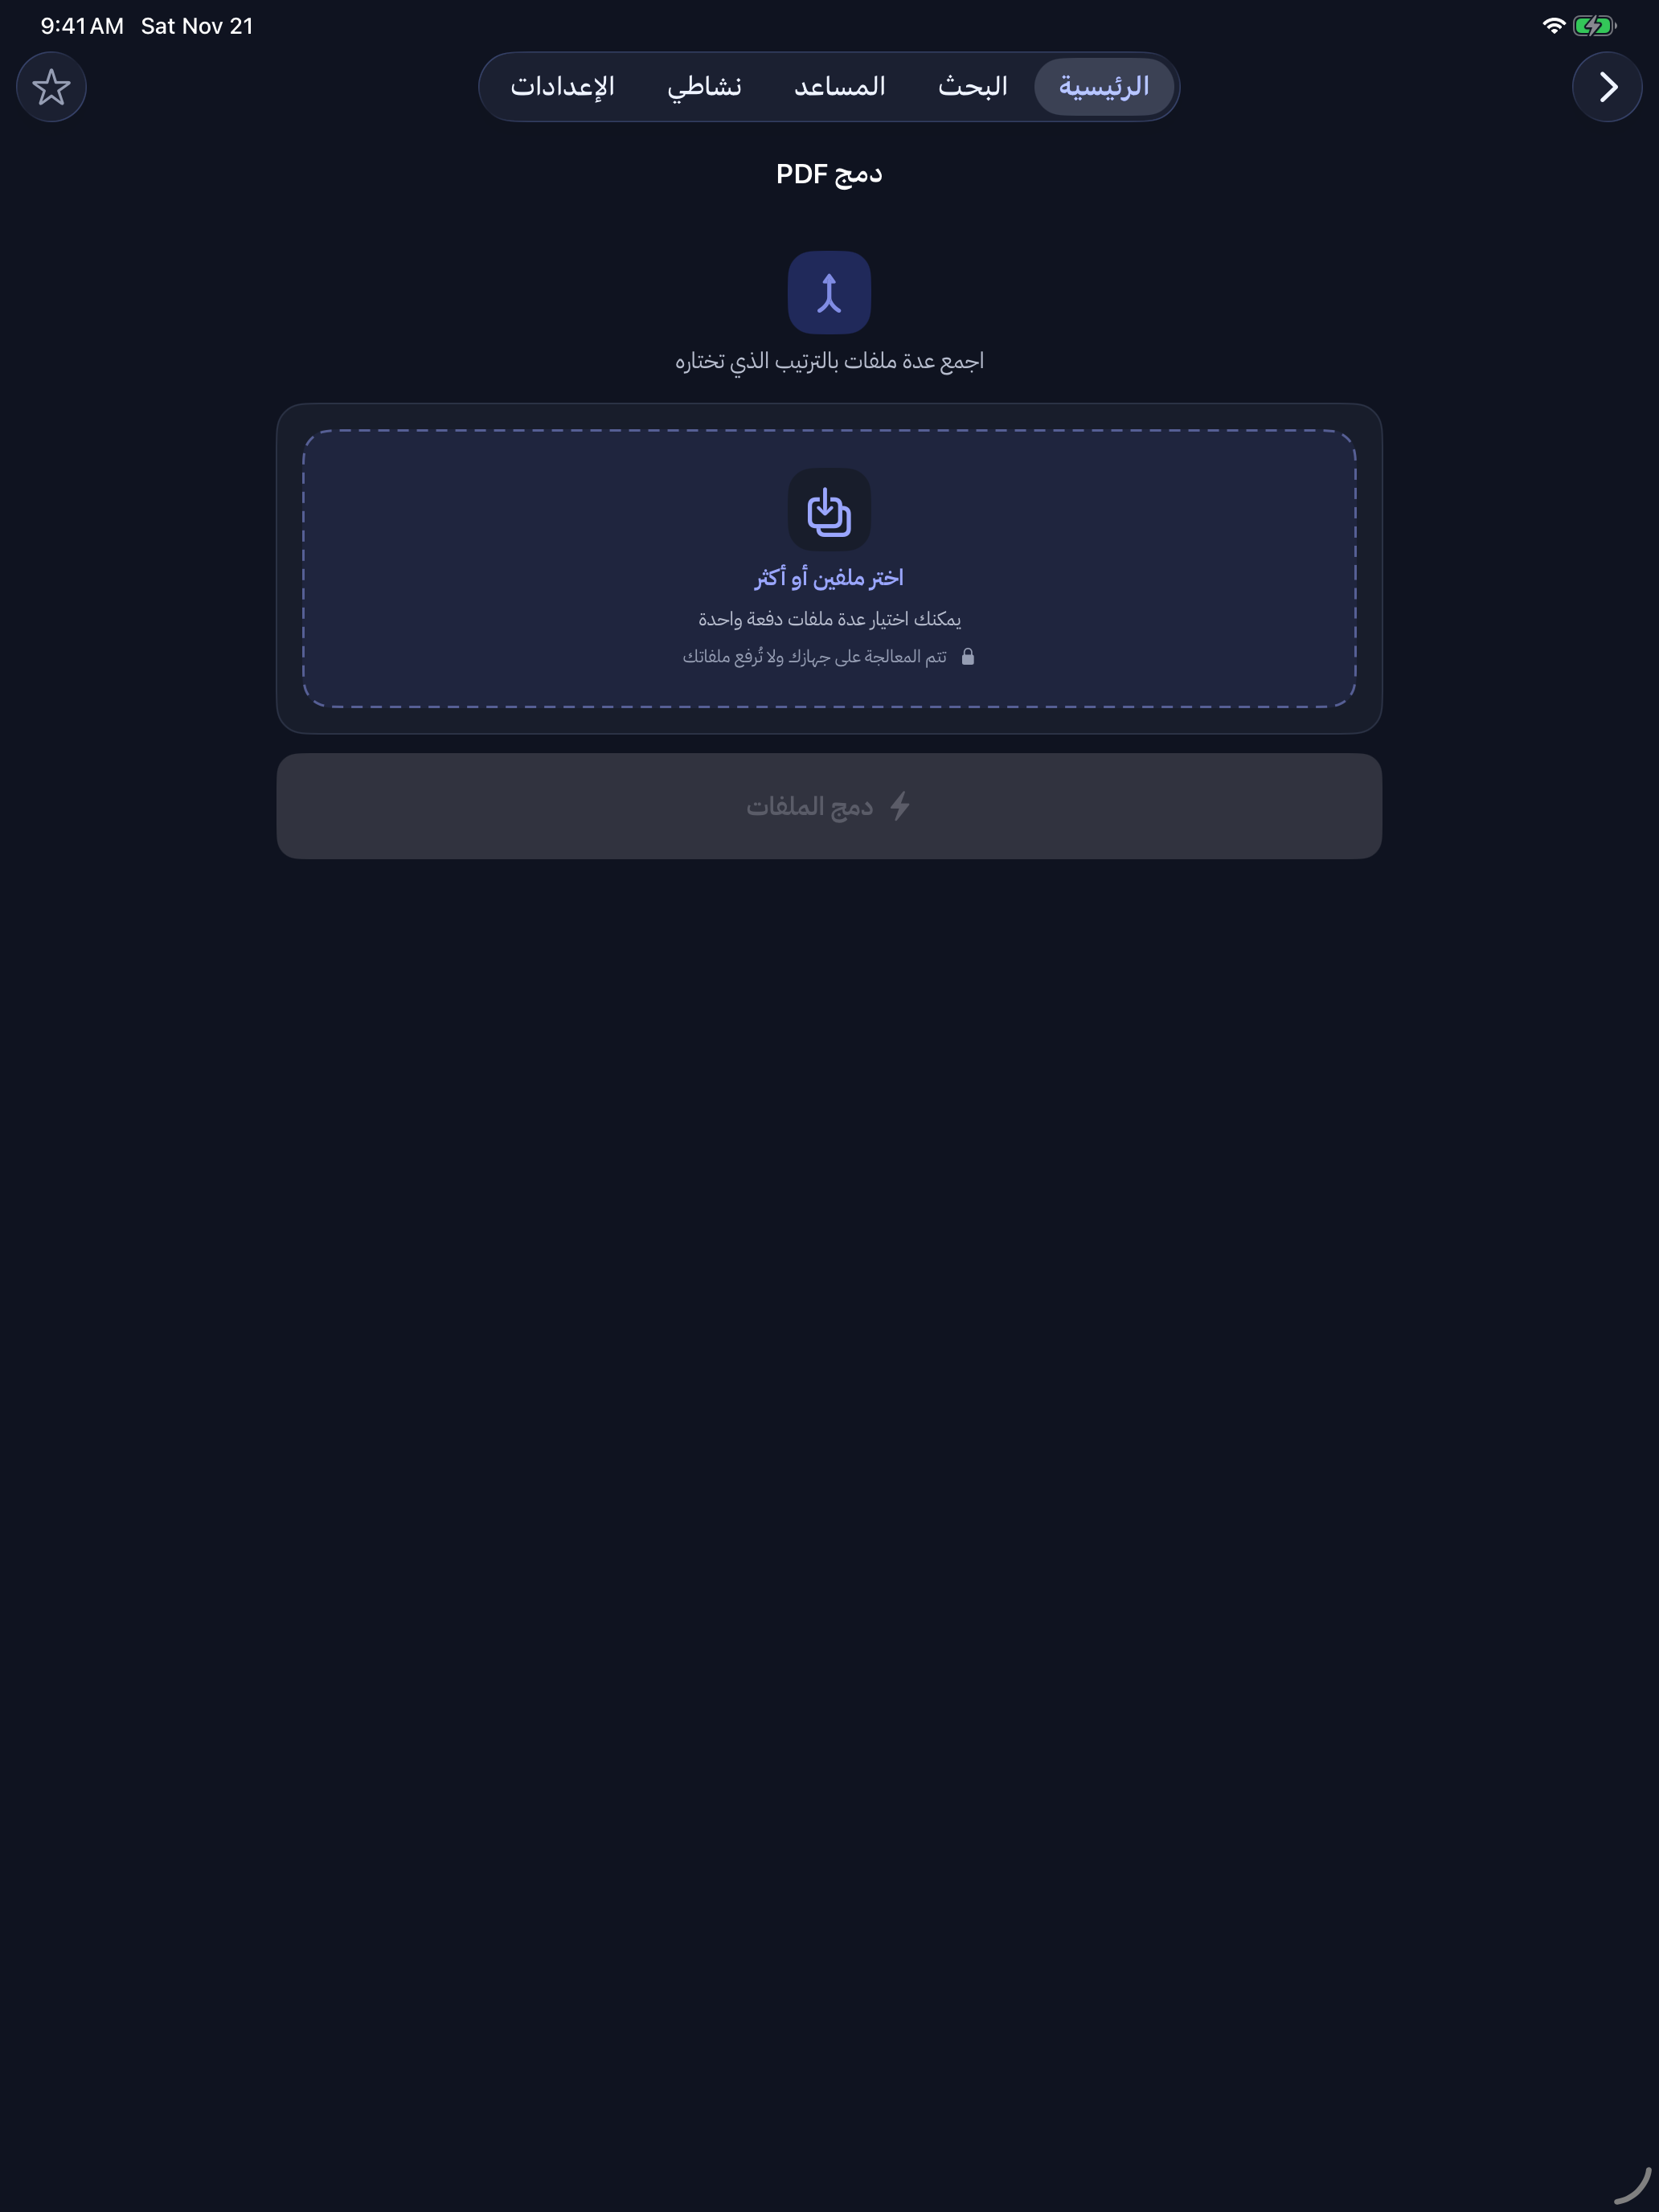 9:41 AM Sat Nov 21
الرئيسية البحث المساعد نشاطي الإعدادات
دمج PDF
اجمع عدة ملفات بالترتيب الذي تختاره
اختر ملفين أو أكثر
يمكنك اختيار عدة ملفات دفعة واحدة
تتم المعالجة على جهازك ولا تُرفع ملفاتك
دمج الملفات